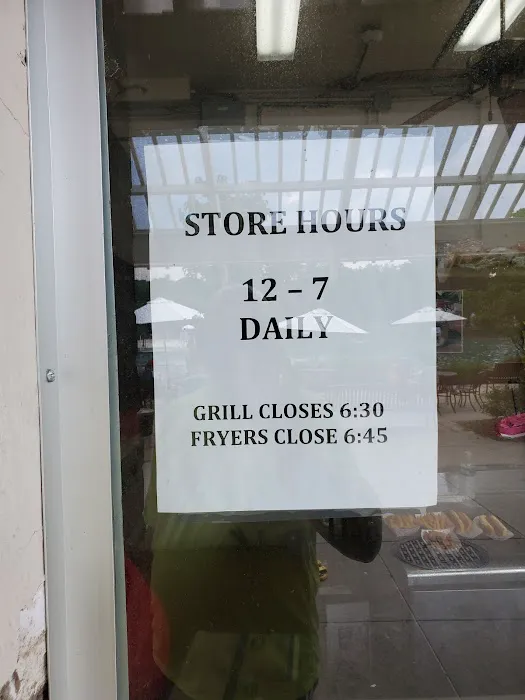 STORE HOURS
12 – 7
DAILY
GRILL CLOSES 6:30
FRYERS CLOSE 6:45